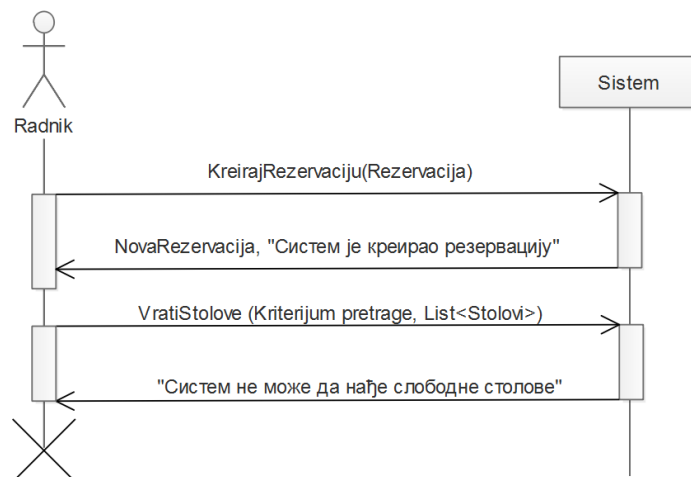 Radnik
Sistem
KreirajRezervaciju(Rezervacija)
NovaRezervacija, "Систем је креирао резервацију"
VratiStolove (Kriterijum pretrage, List<Stolovi>)
"Систем не може да нађе слободне столове"